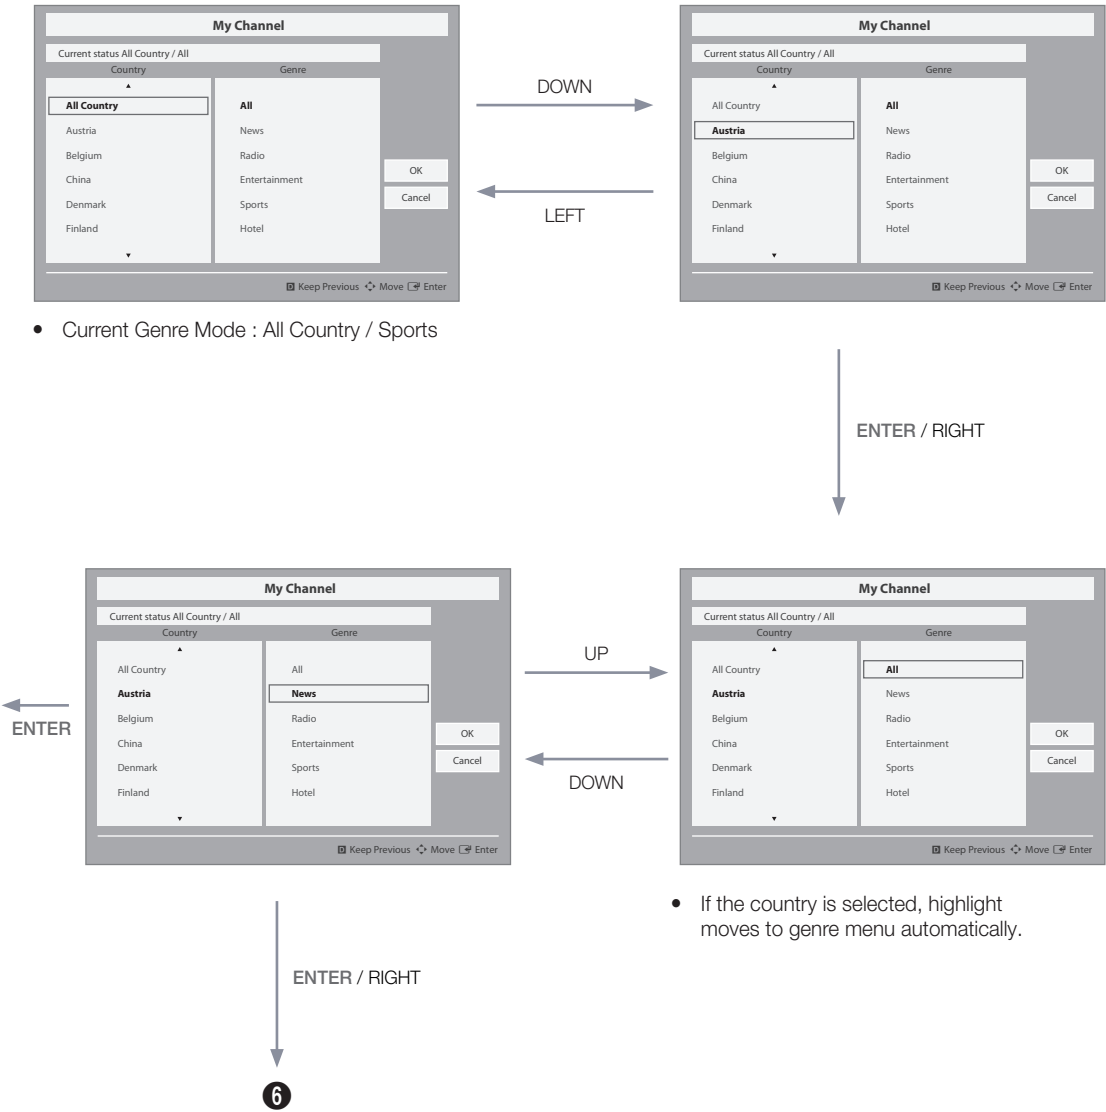 My Channel
Current status All Country / All
Country Genre
All Country All
Austria News
Belgium Radio
China Entertainment
Denmark Sports
Finland Hotel
OK
Cancel
D Keep Previous Move Enter
DOWN
LEFT
My Channel
Current status All Country / All
Country Genre
All Country All
Austria News
Belgium Radio
China Entertainment
Denmark Sports
Finland Hotel
OK
Cancel
D Keep Previous Move Enter
• Current Genre Mode : All Country / Sports
ENTER / RIGHT
ENTER
My Channel
Current status All Country / All
Country Genre
All Country All
Austria News
Belgium Radio
China Entertainment
Denmark Sports
Finland Hotel
OK
Cancel
D Keep Previous Move Enter
UP
DOWN
My Channel
Current status All Country / All
Country Genre
All Country All
Austria News
Belgium Radio
China Entertainment
Denmark Sports
Finland Hotel
OK
Cancel
D Keep Previous Move Enter
• If the country is selected, highlight
moves to genre menu automatically.
ENTER / RIGHT
6